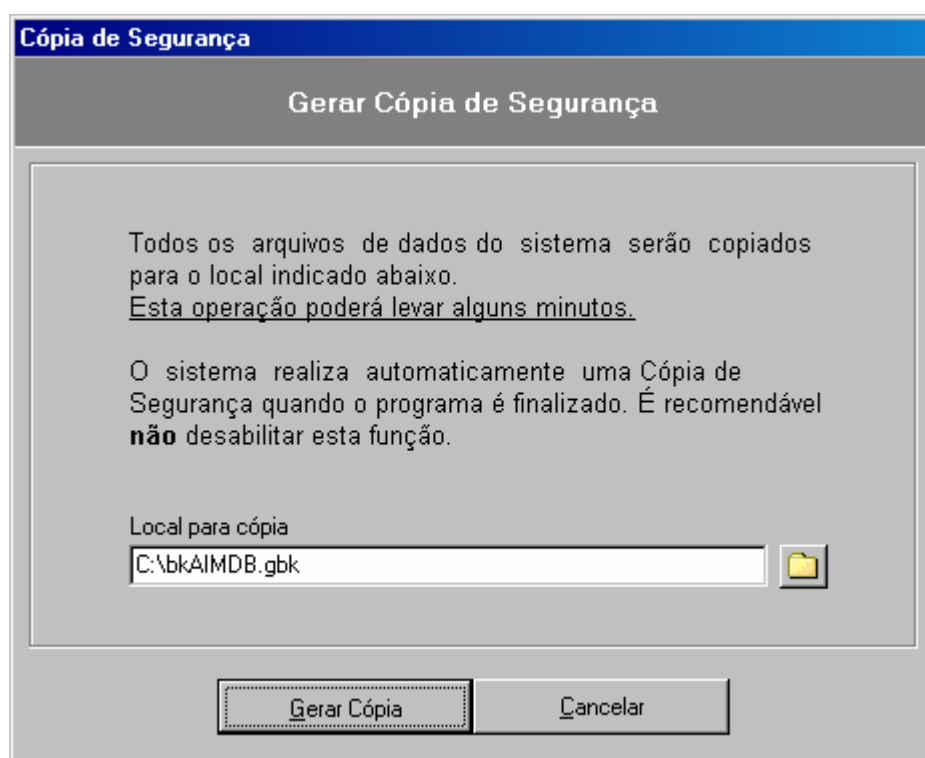 Cópia de Segurança
Gerar Cópia de Segurança
Todos os arquivos de dados do sistema serão copiados
para o local indicado abaixo.
Esta operação poderá levar alguns minutos.
O sistema realiza automaticamente uma Cópia de
Segurança quando o programa é finalizado. É recomendável
não desabilitar esta função.
Local para cópia
C:\bkAIMDB.gbk
Gerar Cópia
Cancelar